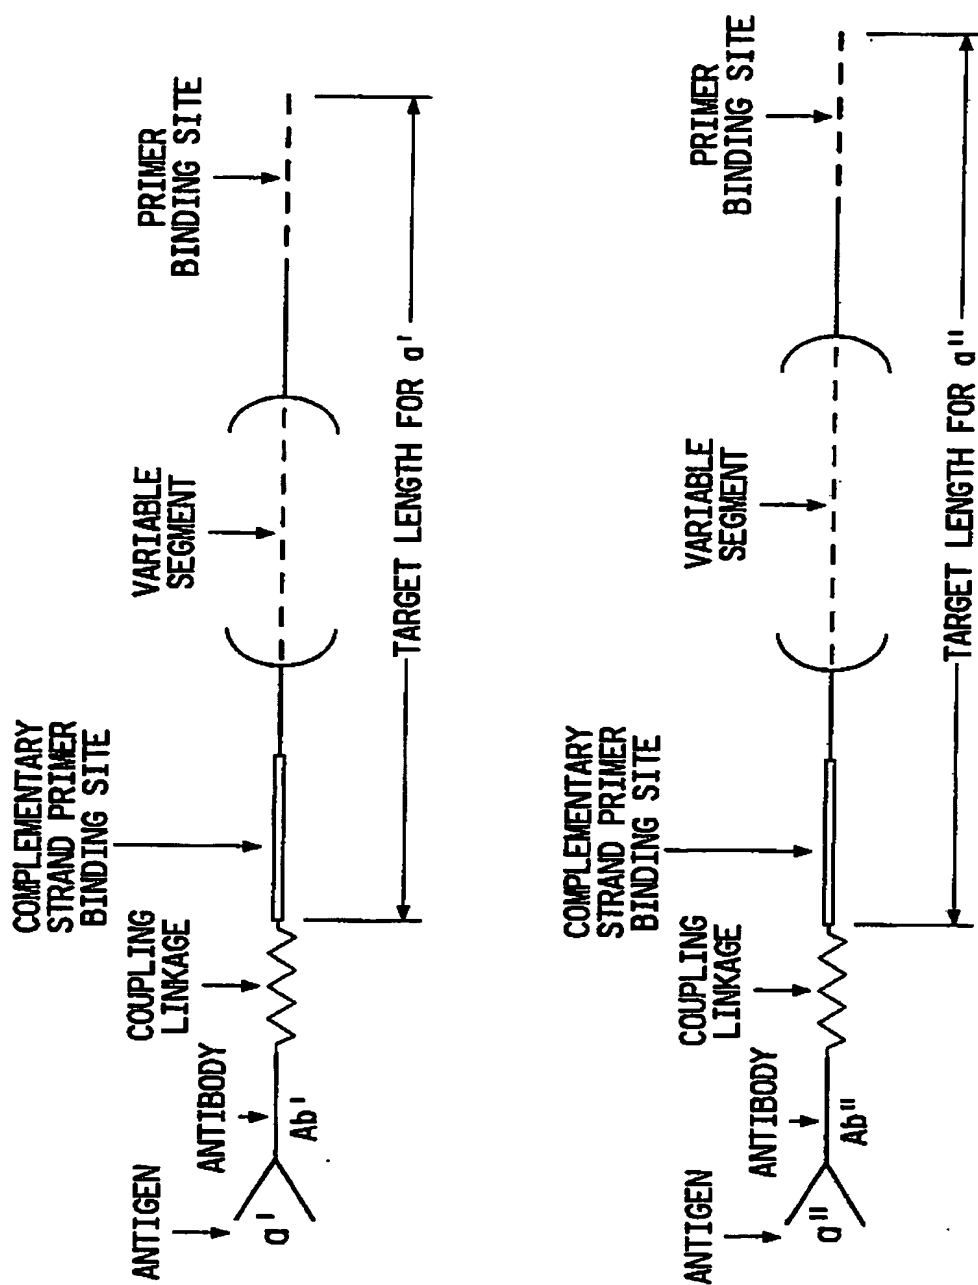 ANTIGEN
a'
ANTIBODY
Ab'
COUPLING
LINKAGE
COMPLEMENTARY
STRAND PRIMER
BINDING SITE
VARIABLE
SEGMENT
PRIMER
BINDING SITE
TARGET LENGTH FOR a'
ANTIGEN
a"
ANTIBODY
Ab"
COUPLING
LINKAGE
COMPLEMENTARY
STRAND PRIMER
BINDING SITE
VARIABLE
SEGMENT
PRIMER
BINDING SITE
TARGET LENGTH FOR a"